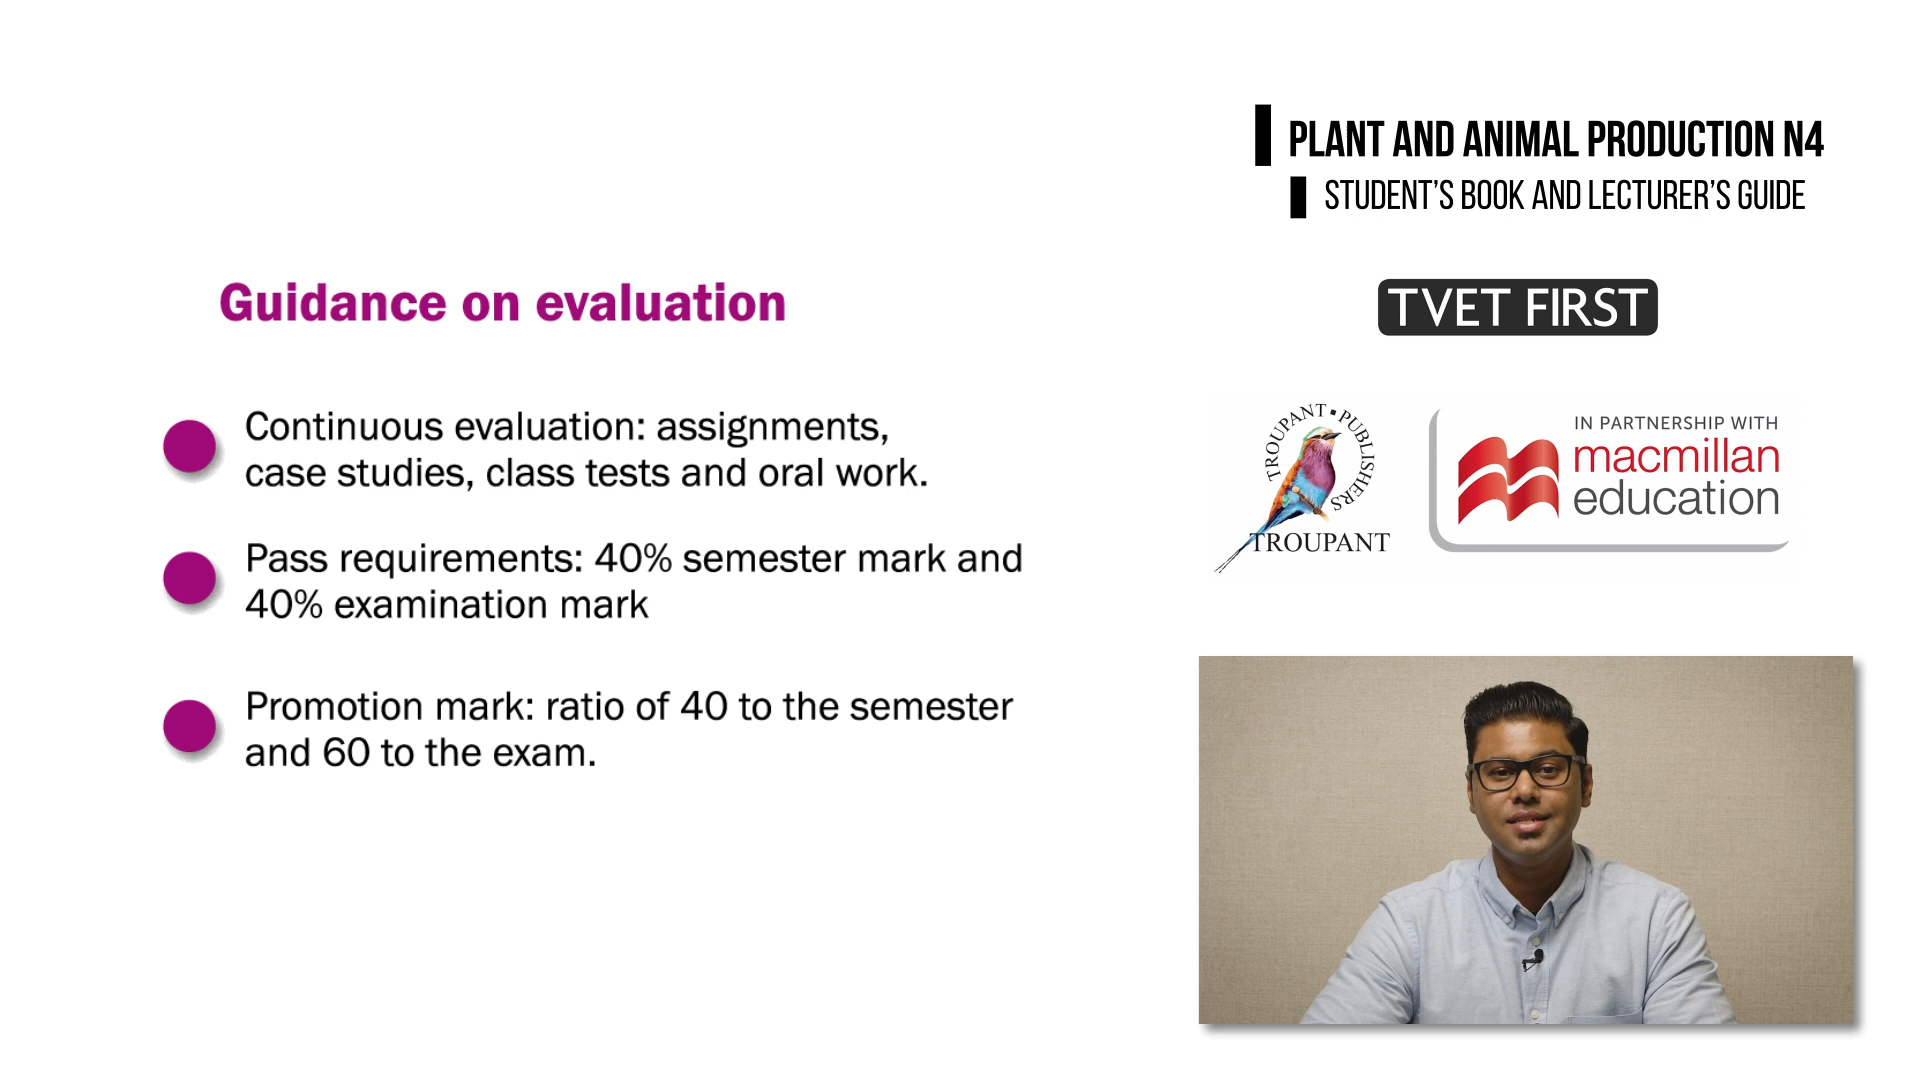 PLANT AND ANIMAL PRODUCTION N4
STUDENT'S BOOK AND LECTURER'S GUIDE
Guidance on evaluation
TVET FIRST
Continuous evaluation: assignments,
case studies, class tests and oral work.
Pass requirements: 40% semester mark and
40% examination mark
Promotion mark: ratio of 40 to the semester
and 60 to the exam.
TROUPANT • PUBLISHERS
TROUPANT
IN PARTNERSHIP WITH
macmillan
education